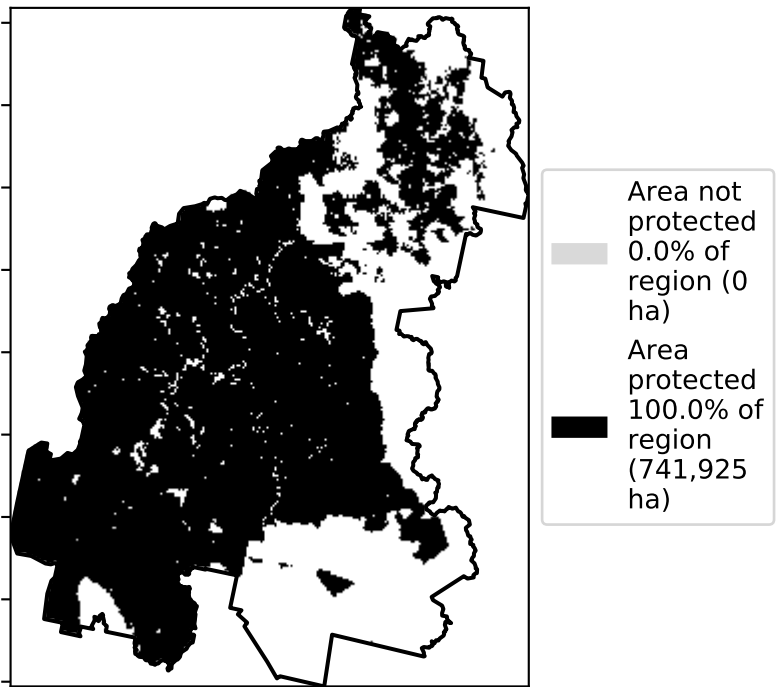 Area not
protected
0.0% of
region (0
ha)
Area
protected
100.0% of
region
(741,925
ha)